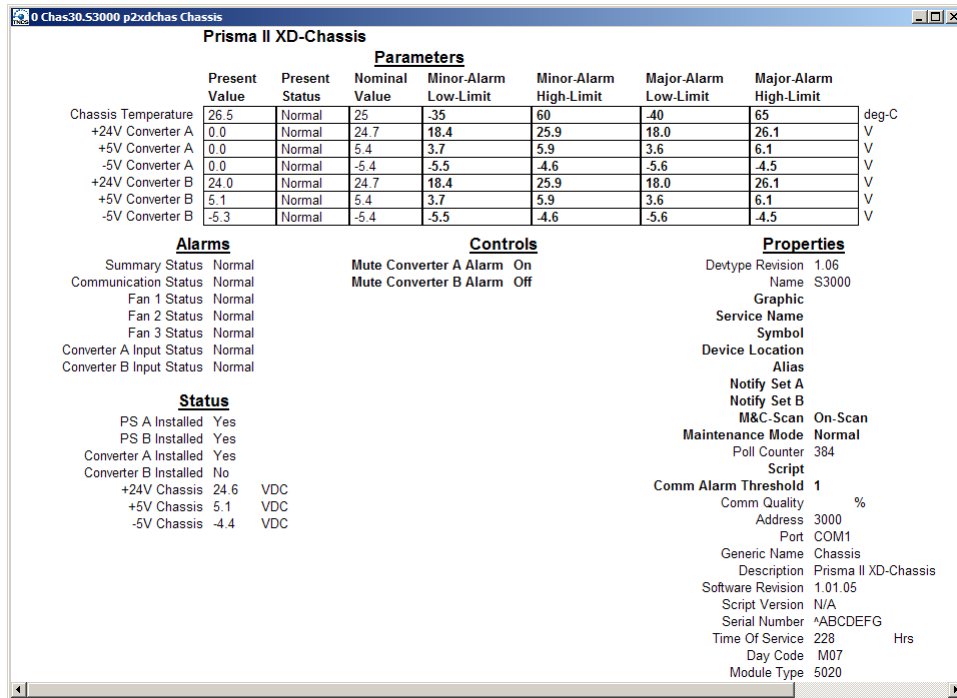 TNCS 0 Chas30.S3000 p2xdchas Chassis
Prisma II XD-Chassis
Parameters
Present Present Nominal Minor-Alarm Minor-Alarm Major-Alarm Major-Alarm
Value Status Value Low-Limit High-Limit Low-Limit High-Limit
Chassis Temperature 26.5 Normal 25 -35 60 -40 65 deg-C
+24V Converter A 0.0 Normal 24.7 18.4 25.9 18.0 26.1 V
+5V Converter A 0.0 Normal 5.4 3.7 5.9 3.6 6.1 V
-5V Converter A 0.0 Normal -5.4 -5.5 -4.6 -5.6 -4.5 V
+24V Converter B 24.0 Normal 24.7 18.4 25.9 18.0 26.1 V
+5V Converter B 5.1 Normal 5.4 3.7 5.9 3.6 6.1 V
-5V Converter B -5.3 Normal -5.4 -5.5 -4.6 -5.6 -4.5 V
Alarms
Summary Status Normal
Communication Status Normal
Fan 1 Status Normal
Fan 2 Status Normal
Fan 3 Status Normal
Converter A Input Status Normal
Converter B Input Status Normal
Status
PS A Installed Yes
PS B Installed Yes
Converter A Installed Yes
Converter B Installed No
+24V Chassis 24.6 VDC
+5V Chassis 5.1 VDC
-5V Chassis -4.4 VDC
Controls
Mute Converter A Alarm On
Mute Converter B Alarm Off
Properties
Devtype Revision 1.06
Name S3000
Graphic
Service Name
Symbol
Device Location
Alias
Notify Set A
Notify Set B
M&C-Scan On-Scan
Maintenance Mode Normal
Poll Counter 384
Script
Comm Alarm Threshold 1
Comm Quality %
Address 3000
Port COM1
Generic Name Chassis
Description Prisma II XD-Chassis
Software Revision 1.01.05
Script Version N/A
Serial Number ^ABCDEFG
Time Of Service 228 Hrs
Day Code M07
Module Type 5020